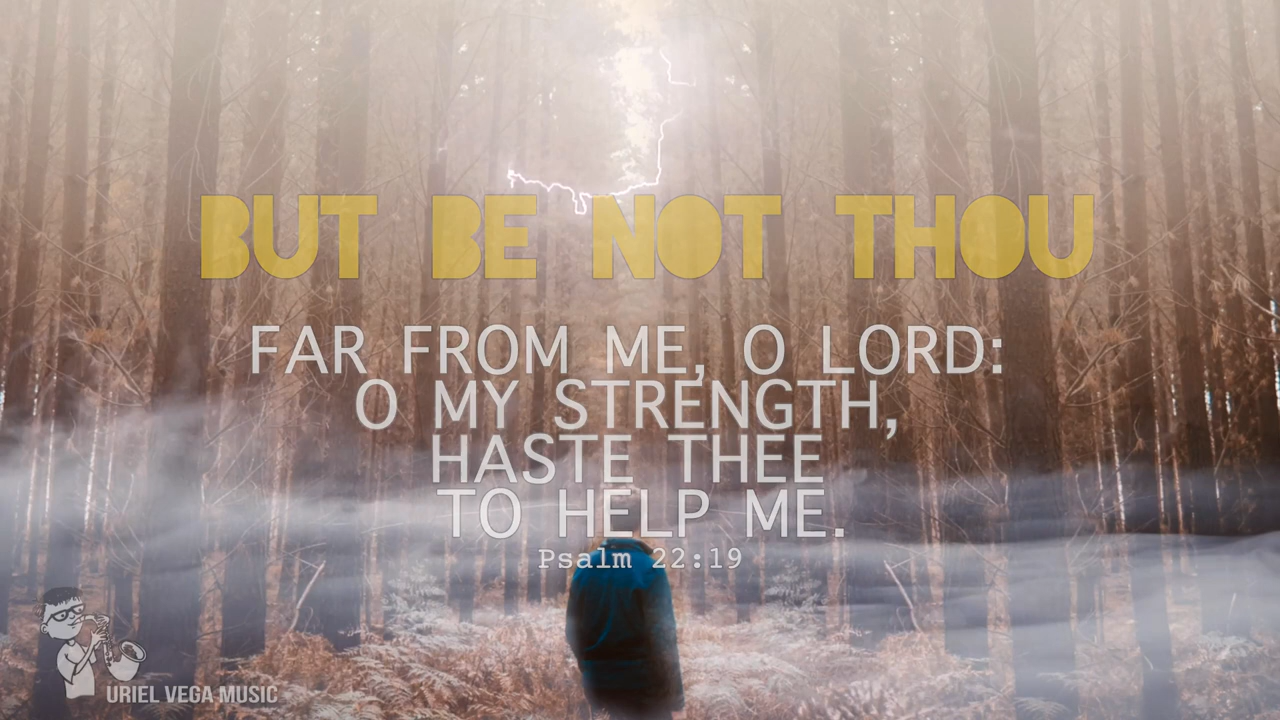 BUT BE NOT THOU
FAR FROM ME, O LORD:
O MY STRENGTH,
HASTE THEE
TO HELP ME.
Psalm 22:19
URIEL VEGA MUSIC